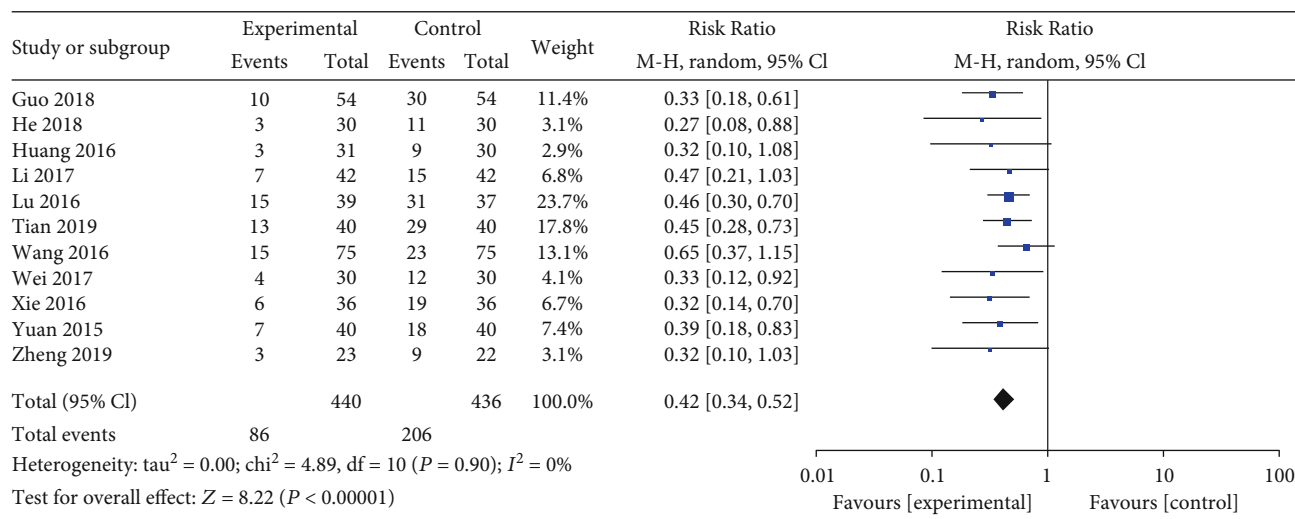 Study or subgroup Experimental Control Weight Risk Ratio Risk Ratio
Events Total Events Total M-H, random, 95% Cl M-H, random, 95% Cl
Guo 2018 10 54 30 54 11.4% 0.33 [0.18, 0.61]
He 2018 3 30 11 30 3.1% 0.27 [0.08, 0.88]
Huang 2016 3 31 9 30 2.9% 0.32 [0.10, 1.08]
Li 2017 7 42 15 42 6.8% 0.47 [0.21, 1.03]
Lu 2016 15 39 31 37 23.7% 0.46 [0.30, 0.70]
Tian 2019 13 40 29 40 17.8% 0.45 [0.28, 0.73]
Wang 2016 15 75 23 75 13.1% 0.65 [0.37, 1.15]
Wei 2017 4 30 12 30 4.1% 0.33 [0.12, 0.92]
Xie 2016 6 36 19 36 6.7% 0.32 [0.14, 0.70]
Yuan 2015 7 40 18 40 7.4% 0.39 [0.18, 0.83]
Zheng 2019 3 23 9 22 3.1% 0.32 [0.10, 1.03]
Total (95% Cl) 440 436 100.0% 0.42 [0.34, 0.52]
Total events 86 206
Heterogeneity: tau² = 0.00; chi² = 4.89, df = 10 (P = 0.90); I² = 0%
Test for overall effect: Z = 8.22 (P < 0.00001)
0.01 0.1 1 10 100
Favours [experimental] Favours [control]